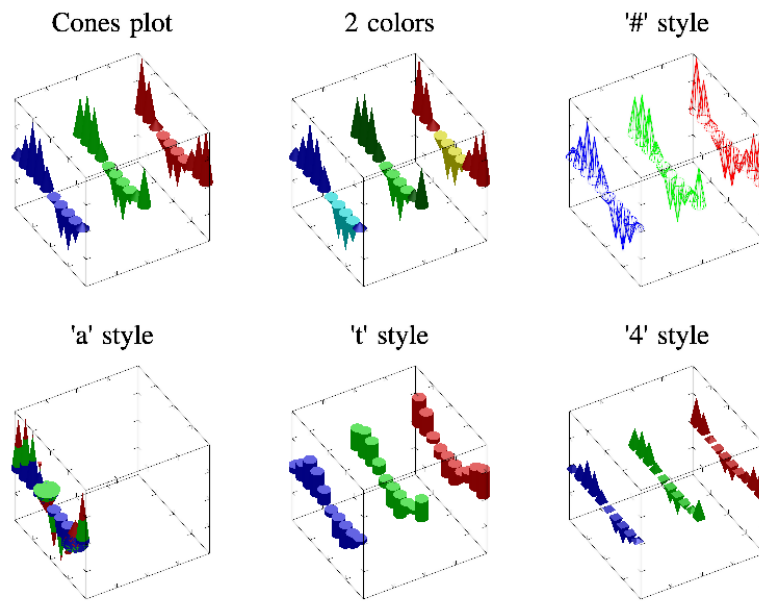 Cones plot
2 colors
'#' style
'a' style
't' style
'4' style